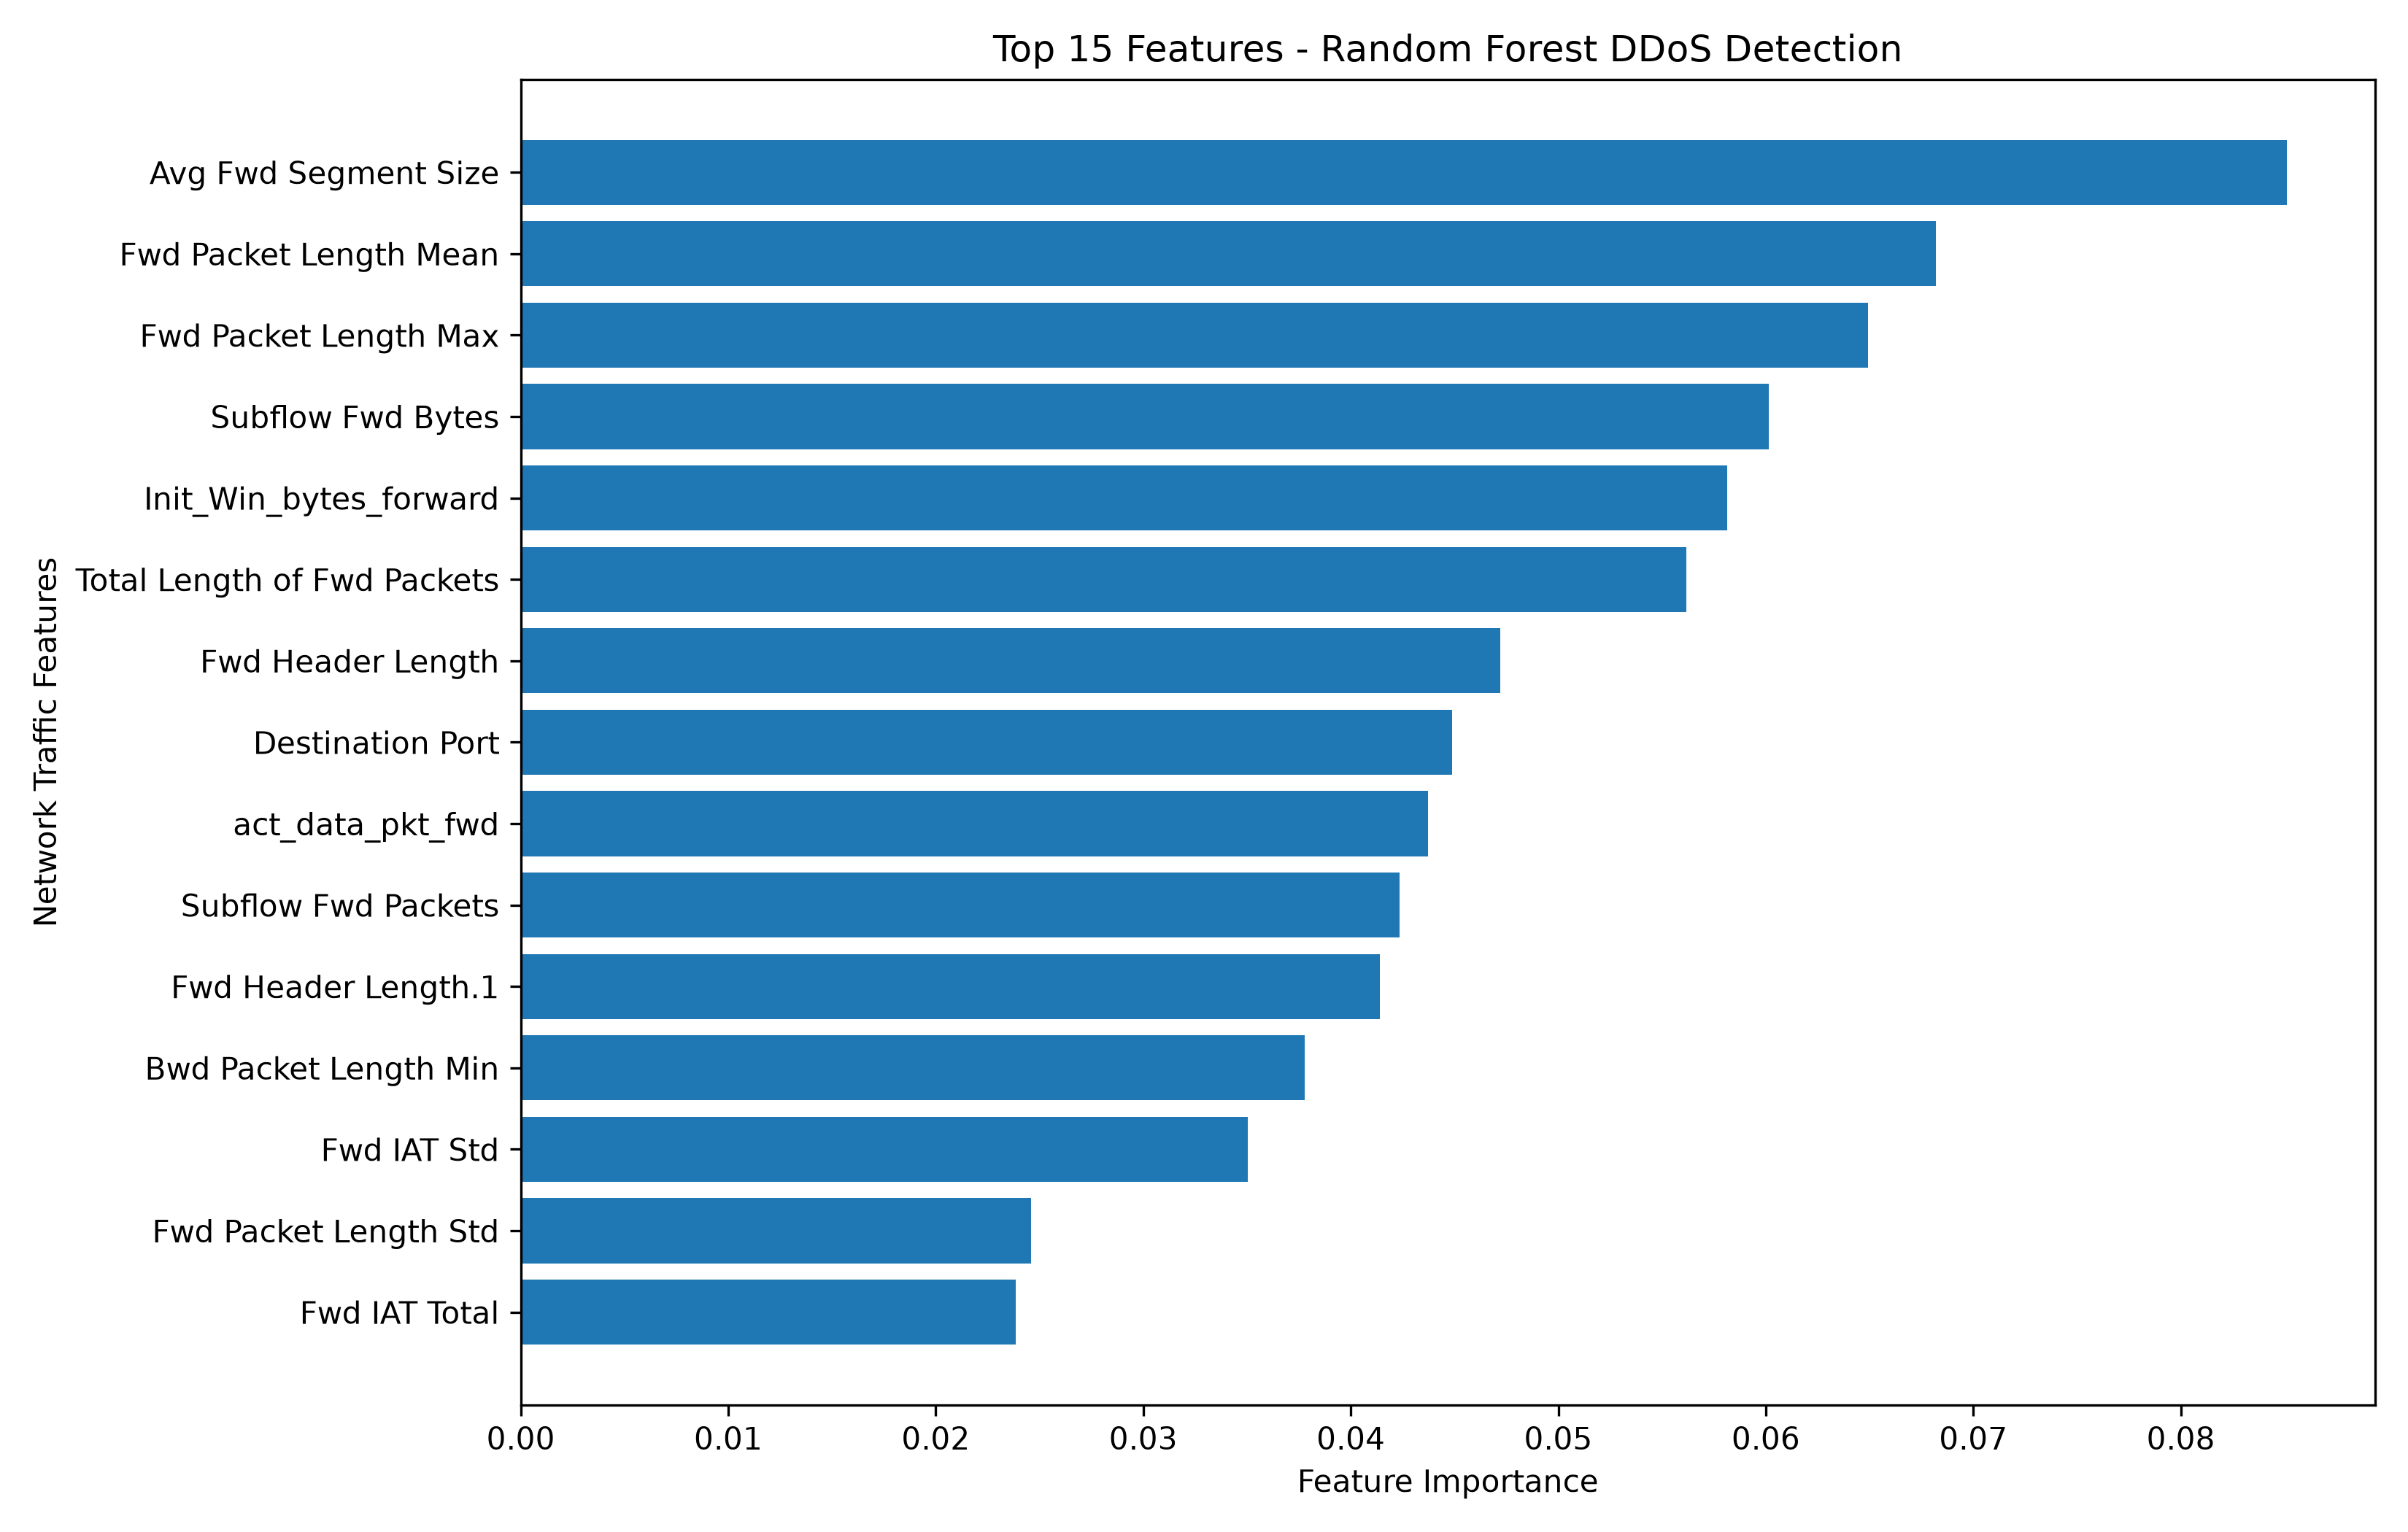 Top 15 Features - Random Forest DDoS Detection
Network Traffic Features
Avg Fwd Segment Size
Fwd Packet Length Mean
Fwd Packet Length Max
Subflow Fwd Bytes
Init_Win_bytes_forward
Total Length of Fwd Packets
Fwd Header Length
Destination Port
act_data_pkt_fwd
Subflow Fwd Packets
Fwd Header Length.1
Bwd Packet Length Min
Fwd IAT Std
Fwd Packet Length Std
Fwd IAT Total
0.00 0.01 0.02 0.03 0.04 0.05 0.06 0.07 0.08
Feature Importance